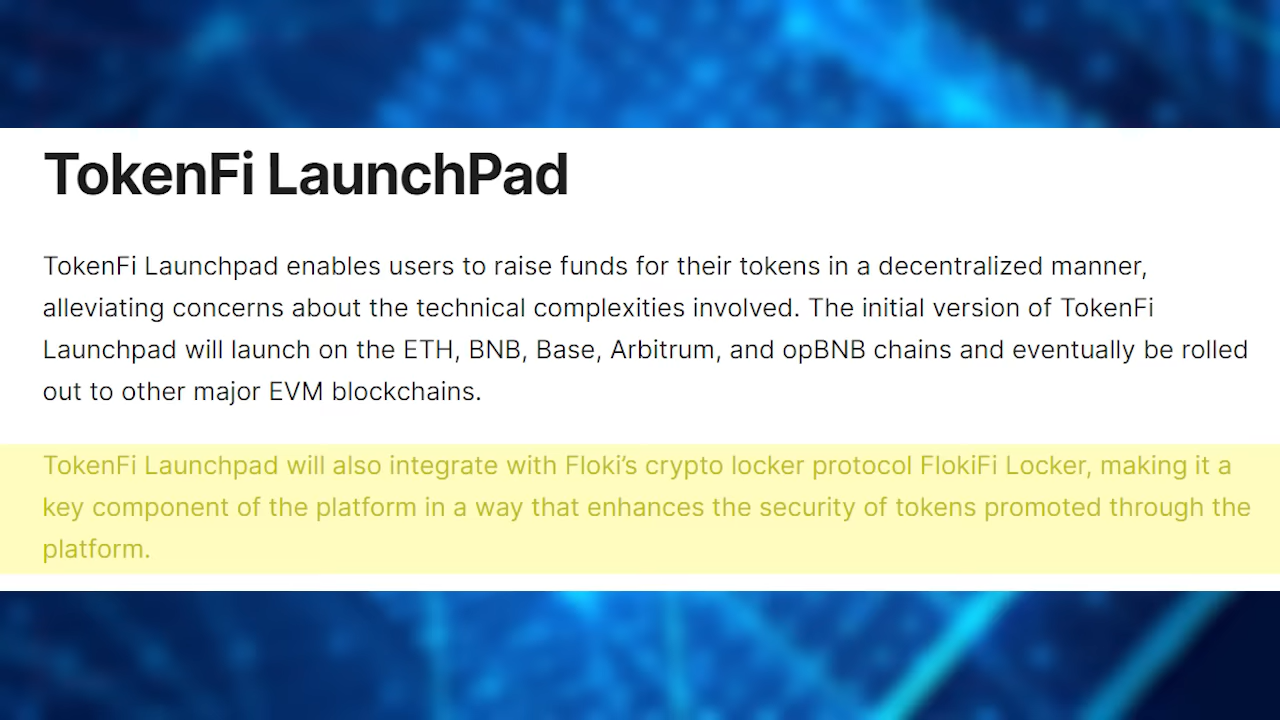 TokenFi LaunchPad
TokenFi Launchpad enables users to raise funds for their tokens in a decentralized manner,
alleviating concerns about the technical complexities involved. The initial version of TokenFi
Launchpad will launch on the ETH, BNB, Base, Arbitrum, and opBNB chains and eventually be rolled
out to other major EVM blockchains.
TokenFi Launchpad will also integrate with Floki’s crypto locker protocol FlokiFi Locker, making it a
key component of the platform in a way that enhances the security of tokens promoted through the
platform.